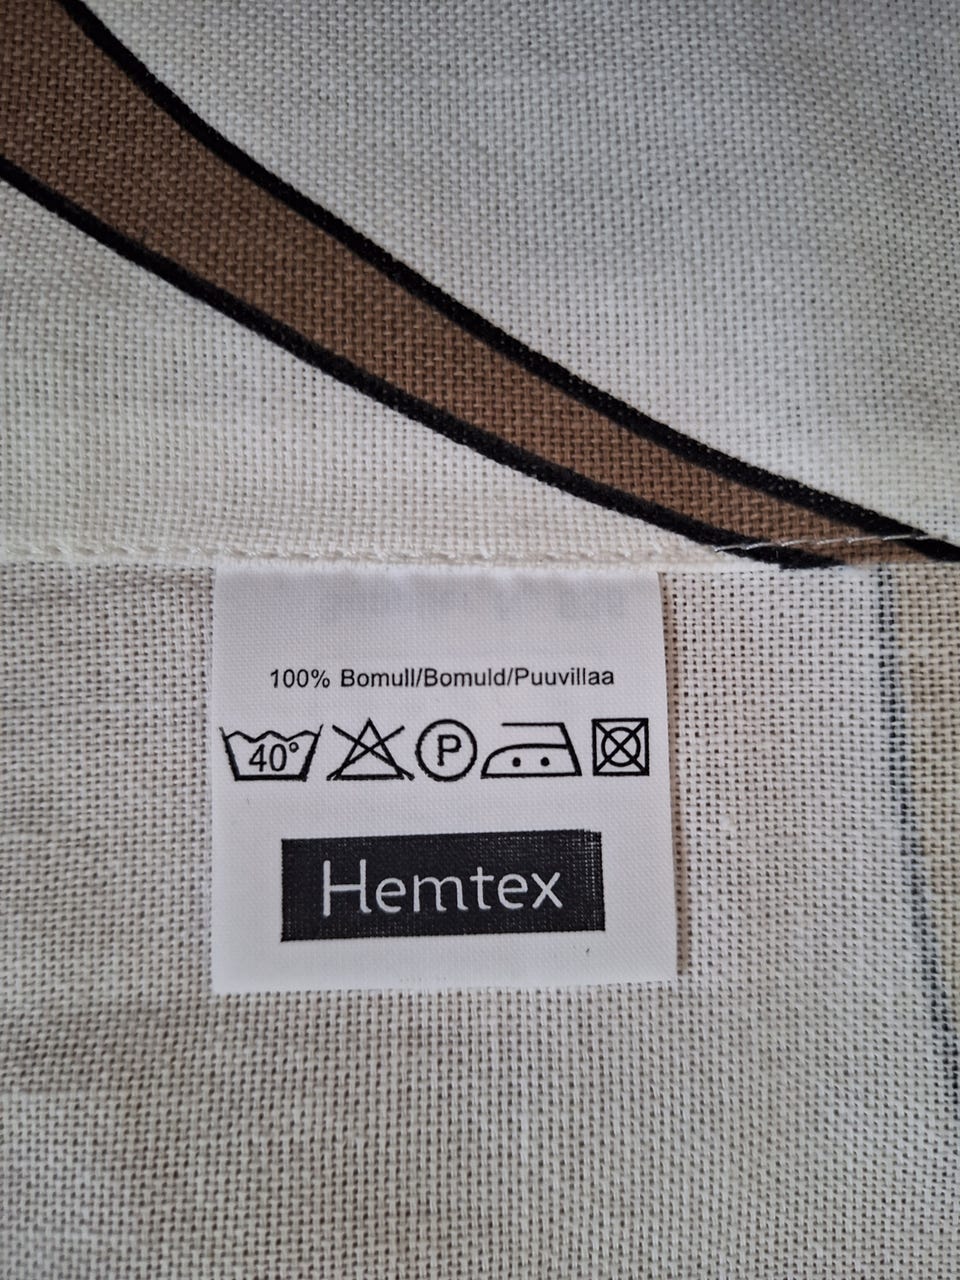 100% Bomull/Bomuld/Puuvillaa
40° P
Hemtex